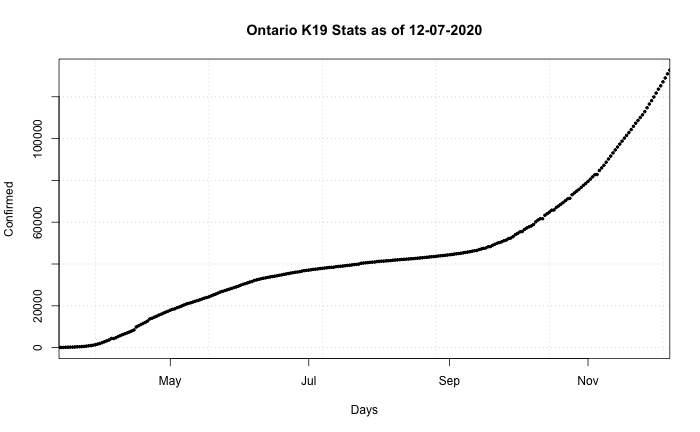 Ontario K19 Stats as of 12-07-2020
Confirmed
100000
60000
20000
0
May Jul Sep Nov
Days